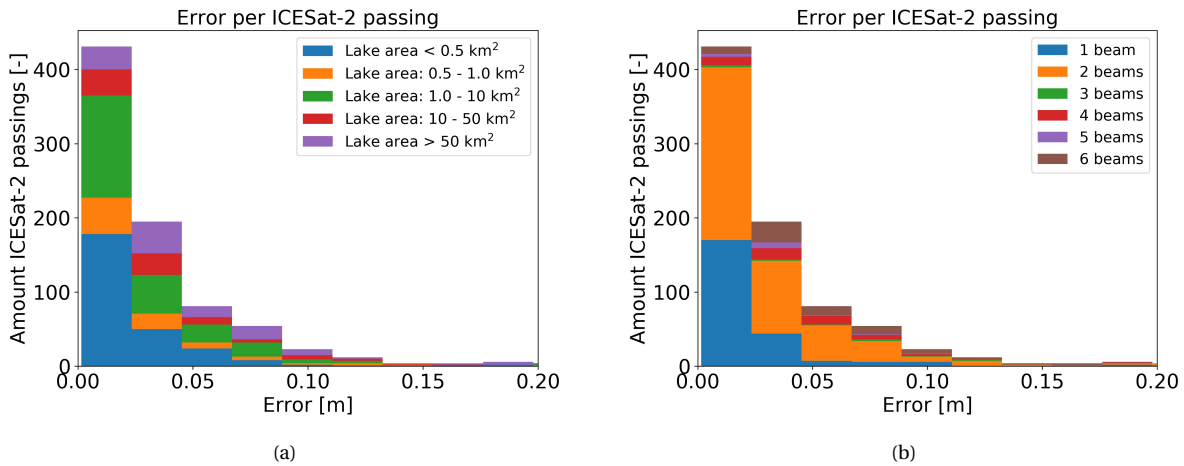 Error per ICESat-2 passing
Amount ICESat-2 passings [-]
400
300
200
100
0
Lake area < 0.5 km²
Lake area: 0.5 - 1.0 km²
Lake area: 1.0 - 10 km²
Lake area: 10 - 50 km²
Lake area > 50 km²
0.00 0.05 0.10 0.15 0.20
Error [m]
(a)
Error per ICESat-2 passing
Amount ICESat-2 passings [-]
400
300
200
100
0
1 beam
2 beams
3 beams
4 beams
5 beams
6 beams
0.00 0.05 0.10 0.15 0.20
Error [m]
(b)